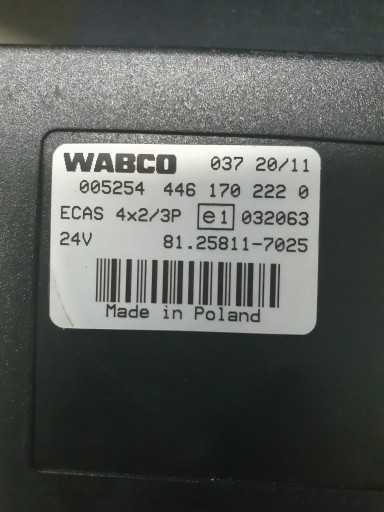 WABCO 037 20/11
005254 446 170 222 0
ECAS 4x2/3P e1 032063
24V 81.25811-7025
Made in Poland